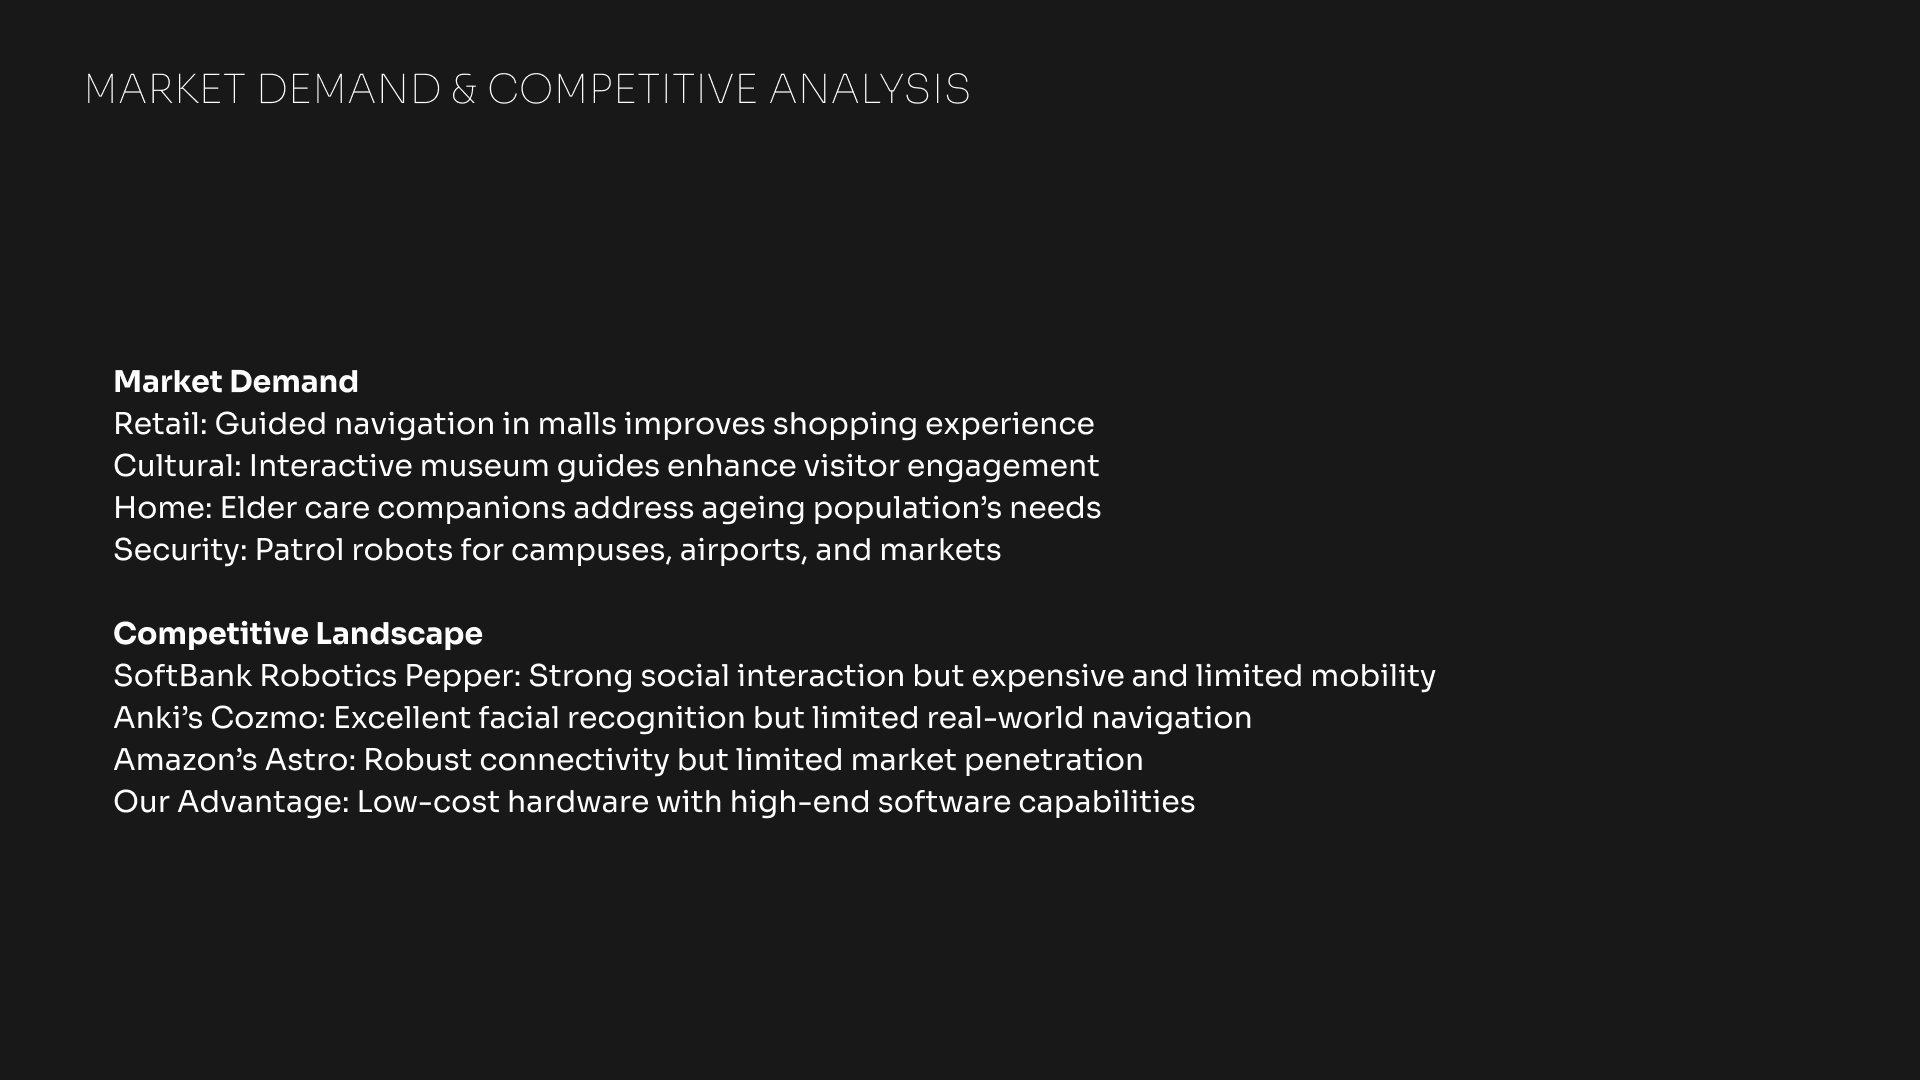 MARKET DEMAND & COMPETITIVE ANALYSIS
Market Demand
Retail: Guided navigation in malls improves shopping experience
Cultural: Interactive museum guides enhance visitor engagement
Home: Elder care companions address ageing population’s needs
Security: Patrol robots for campuses, airports, and markets
Competitive Landscape
SoftBank Robotics Pepper: Strong social interaction but expensive and limited mobility
Anki’s Cozmo: Excellent facial recognition but limited real-world navigation
Amazon’s Astro: Robust connectivity but limited market penetration
Our Advantage: Low-cost hardware with high-end software capabilities